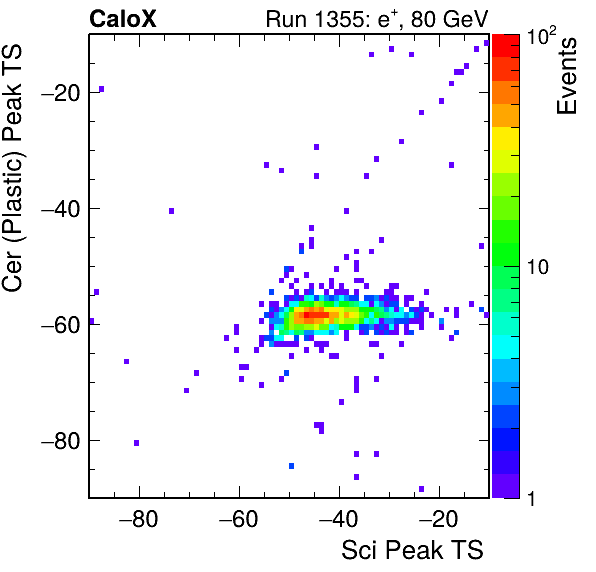 CaloX Run 1355: e⁺, 80 GeV
Cer (Plastic) Peak TS
−20
−40
−60
−80
−80 −60 −40 −20
Sci Peak TS
10²
10
1
Events